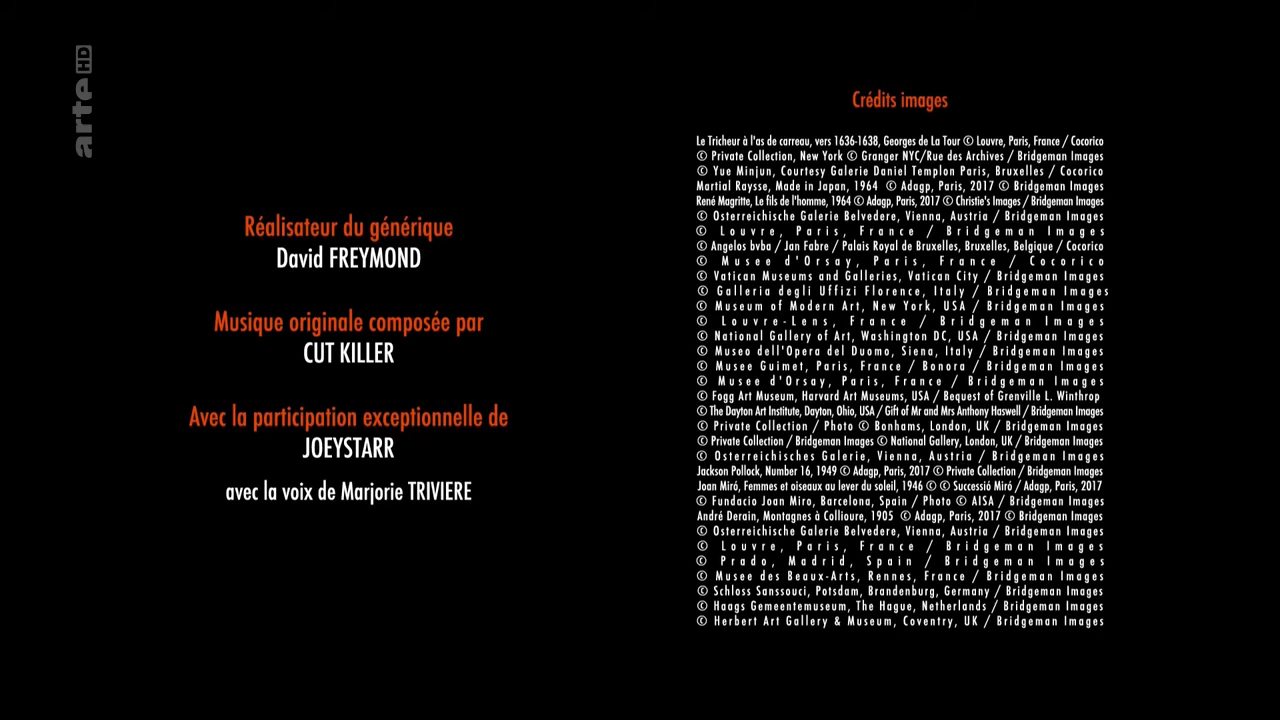 arte HD
Réalisateur du générique
David FREYMOND
Musique originale composée par
CUT KILLER
Avec la participation exceptionnelle de
JOEYSTARR
avec la voix de Marjorie TRIVIERE
Crédits images
Le Tricheur à l'as de carreau, vers 1636-1638, Georges de La Tour © Louvre, Paris, France / Cocorico
© Private Collection, New York © Granger NYC/Rue des Archives / Bridgeman Images
© Yue Minjun, Courtesy Galerie Daniel Templon Paris, Bruxelles / Cocorico
Martial Raysse, Made in Japan, 1964 © Adagp, Paris, 2017 © Bridgeman Images
René Magritte, Le fils de l'homme, 1964 © Adagp, Paris, 2017 © Christie's Images / Bridgeman Images
© Osterreichische Galerie Belvedere, Vienna, Austria / Bridgeman Images
© Louvre, Paris, France / Bridgeman Images
© Angelos bvba / Jan Fabre / Palais Royal de Bruxelles, Bruxelles, Belgique / Cocorico
© Musee d'Orsay, Paris, France / Cocorico
© Vatican Museums and Galleries, Vatican City / Bridgeman Images
© Galleria degli Uffizi Florence, Italy / Bridgeman Images
© Museum of Modern Art, New York, USA / Bridgeman Images
© Louvre-Lens, France / Bridgeman Images
© National Gallery of Art, Washington DC, USA / Bridgeman Images
© Museo dell'Opera del Duomo, Siena, Italy / Bridgeman Images
© Musee Guimet, Paris, France / Bonora / Bridgeman Images
© Musee d'Orsay, Paris, France / Bridgeman Images
© Fogg Art Museum, Harvard Art Museums, USA / Bequest of Grenville L. Winthrop
© The Dayton Art Institute, Dayton, Ohio, USA / Gift of Mr and Mrs Anthony Haswell / Bridgeman Images
© Private Collection / Photo © Bonhams, London, UK / Bridgeman Images
© Private Collection / Bridgeman Images © National Gallery, London, UK / Bridgeman Images
© Osterreichisches Galerie, Vienna, Austria / Bridgeman Images
Jackson Pollock, Number 16, 1949 © Adagp, Paris, 2017 © Private Collection / Bridgeman Images
Joan Miró, Femmes et oiseaux au lever du soleil, 1946 © © Successió Miró / Adagp, Paris, 2017
© Fundacio Joan Miro, Barcelona, Spain / Photo © AISA / Bridgeman Images
André Derain, Montagnes à Collioure, 1905 © Adagp, Paris, 2017 © Bridgeman Images
© Osterreichische Galerie Belvedere, Vienna, Austria / Bridgeman Images
© Louvre, Paris, France / Bridgeman Images
© Prado, Madrid, Spain / Bridgeman Images
© Musee des Beaux-Arts, Rennes, France / Bridgeman Images
© Schloss Sanssouci, Potsdam, Brandenburg, Germany / Bridgeman Images
© Haags Gemeentemuseum, The Hague, Netherlands / Bridgeman Images
© Herbert Art Gallery & Museum, Coventry, UK / Bridgeman Images